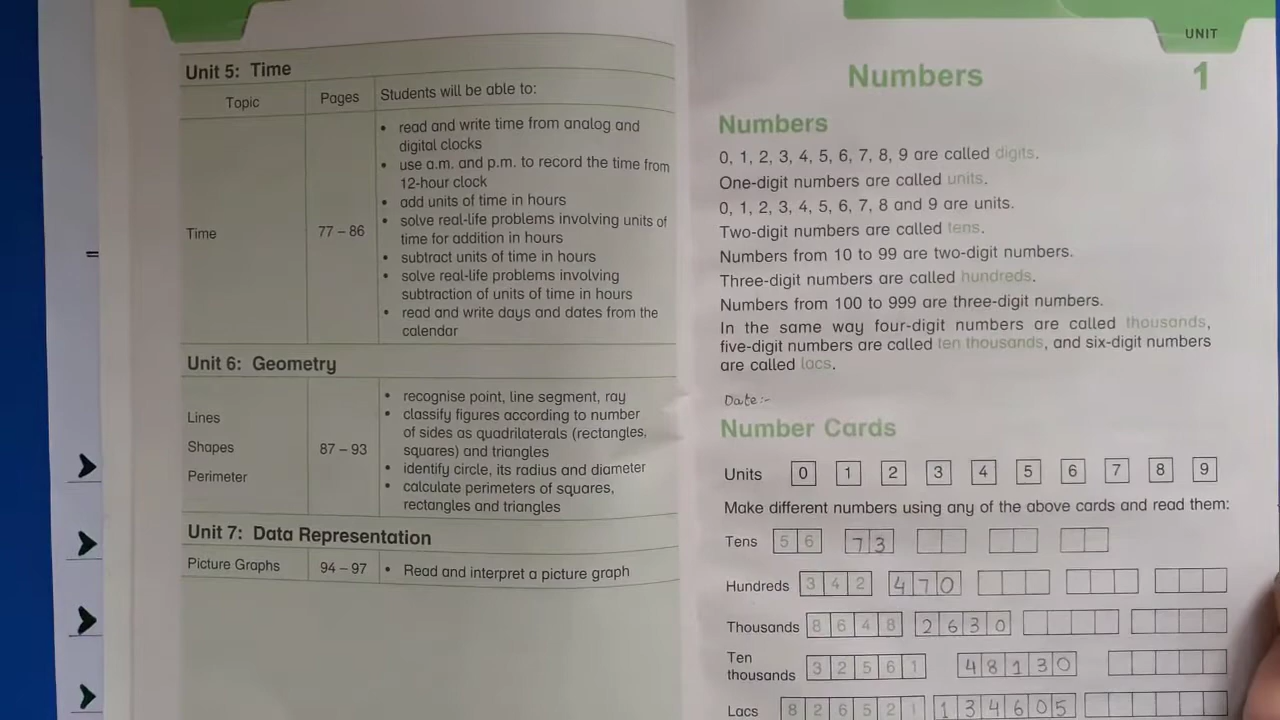 Unit 5: Time
Topic Pages Students will be able to:
Time 77 – 86
• read and write time from analog and
digital clocks
• use a.m. and p.m. to record the time from
12-hour clock
• add units of time in hours
• solve real-life problems involving units of
time for addition in hours
• subtract units of time in hours
• solve real-life problems involving
subtraction of units of time in hours
• read and write days and dates from the
calendar
Unit 6: Geometry
Lines
Shapes
Perimeter
87 – 93
• recognise point, line segment, ray
• classify figures according to number
of sides as quadrilaterals (rectangles,
squares) and triangles
• identify circle, its radius and diameter
• calculate perimeters of squares,
rectangles and triangles
Unit 7: Data Representation
Picture Graphs 94 – 97 • Read and interpret a picture graph
UNIT
Numbers 1
Numbers
0, 1, 2, 3, 4, 5, 6, 7, 8, 9 are called digits.
One-digit numbers are called units.
0, 1, 2, 3, 4, 5, 6, 7, 8 and 9 are units.
Two-digit numbers are called tens.
Numbers from 10 to 99 are two-digit numbers.
Three-digit numbers are called hundreds.
Numbers from 100 to 999 are three-digit numbers.
In the same way four-digit numbers are called thousands,
five-digit numbers are called ten thousands, and six-digit numbers
are called lacs.
Date:-
Number Cards
Units 0 1 2 3 4 5 6 7 8 9
Make different numbers using any of the above cards and read them:
Tens 5 6 7 3
Hundreds 3 4 2 4 7 0
Thousands 8 6 4 8 2 6 3 0
Ten
thousands 3 2 5 6 1 4 8 1 3 0
Lacs 8 2 6 5 2 1 1 3 4 6 0 5